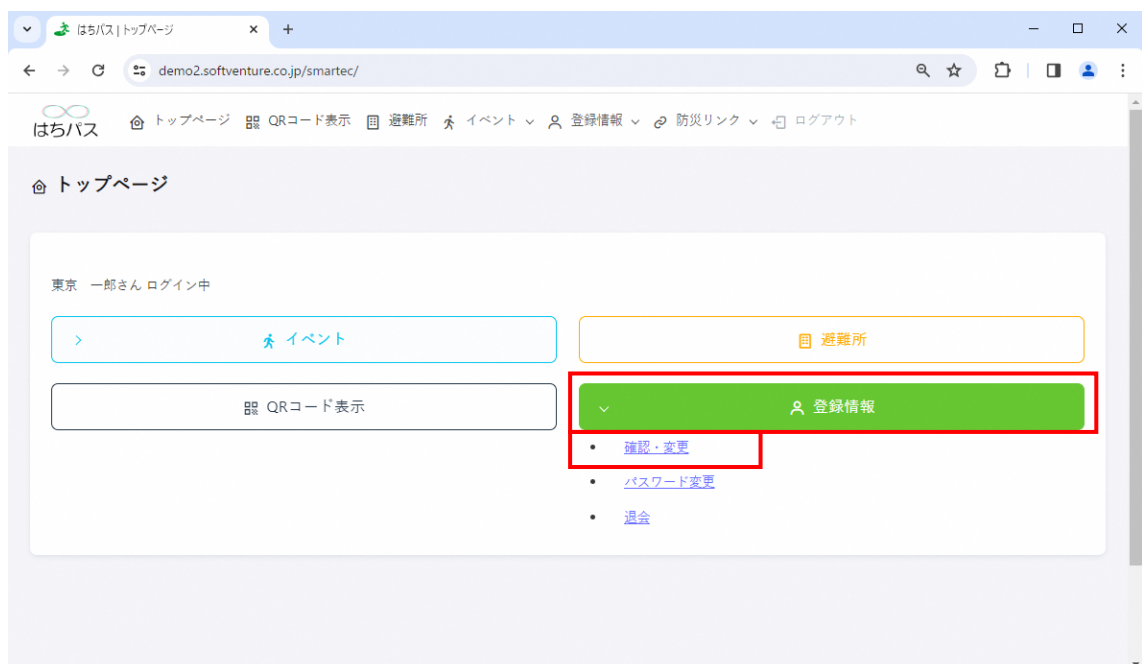 はちパス | トップページ
demo2.softventure.co.jp/smartec/
はちパス トップページ QRコード表示 避難所 イベント 登録情報 防災リンク ログアウト
トップページ
東京　一郎さん ログイン中
イベント 避難所
QRコード表示 登録情報
• 確認・変更
• パスワード変更
• 退会